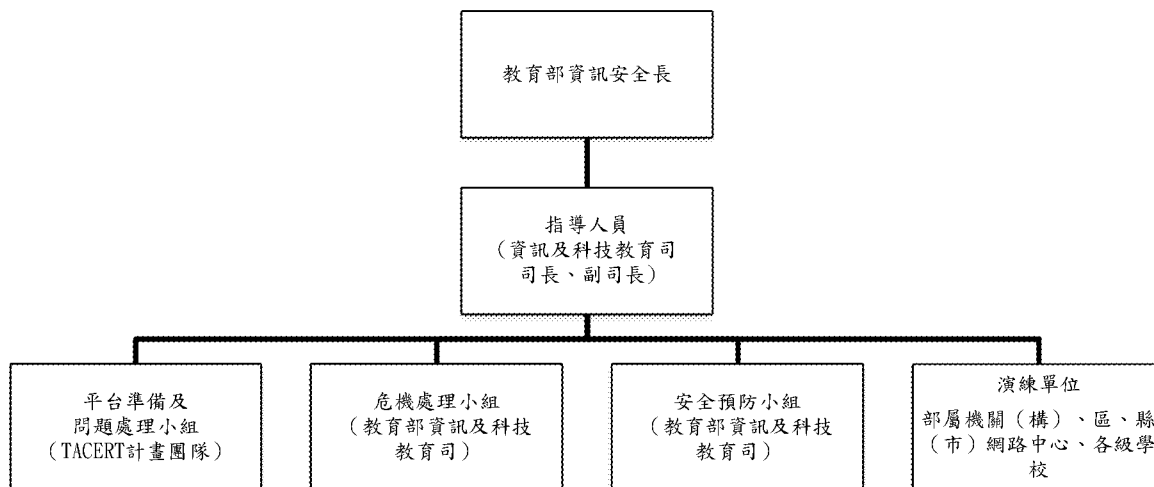 教育部資訊安全長
指導人員
（資訊及科技教育司
司長、副司長）
平台準備及
問題處理小組
（TACERT計畫團隊）
危機處理小組
（教育部資訊及科技
教育司）
安全預防小組
（教育部資訊及科技
教育司）
演練單位
部屬機關（構）、區、縣
（市）網路中心、各級學
校